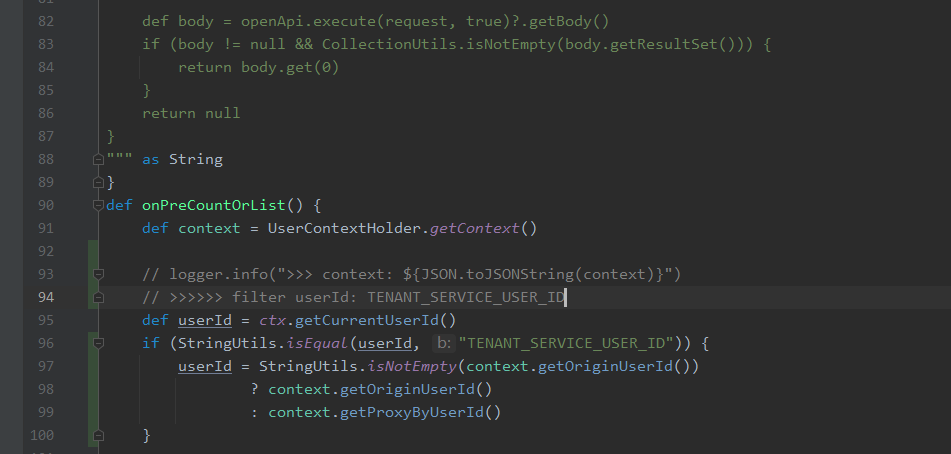 82 def body = openApi.execute(request, true)?.getBody()
83 if (body != null && CollectionUtils.isNotEmpty(body.getResultSet())) {
84 return body.get(0)
85 }
86 return null
87 }
88 """ as String
89 }
90 def onPreCountOrList() {
91 def context = UserContextHolder.getContext()
92
93 // logger.info(">>> context: ${JSON.toJSONString(context)}")
94 // >>>>>> filter userId: TENANT_SERVICE_USER_ID
95 def userId = ctx.getCurrentUserId()
96 if (StringUtils.isEqual(userId, b: "TENANT_SERVICE_USER_ID")) {
97 userId = StringUtils.isNotEmpty(context.getOriginUserId())
98 ? context.getOriginUserId()
99 : context.getProxyByUserId()
100 }